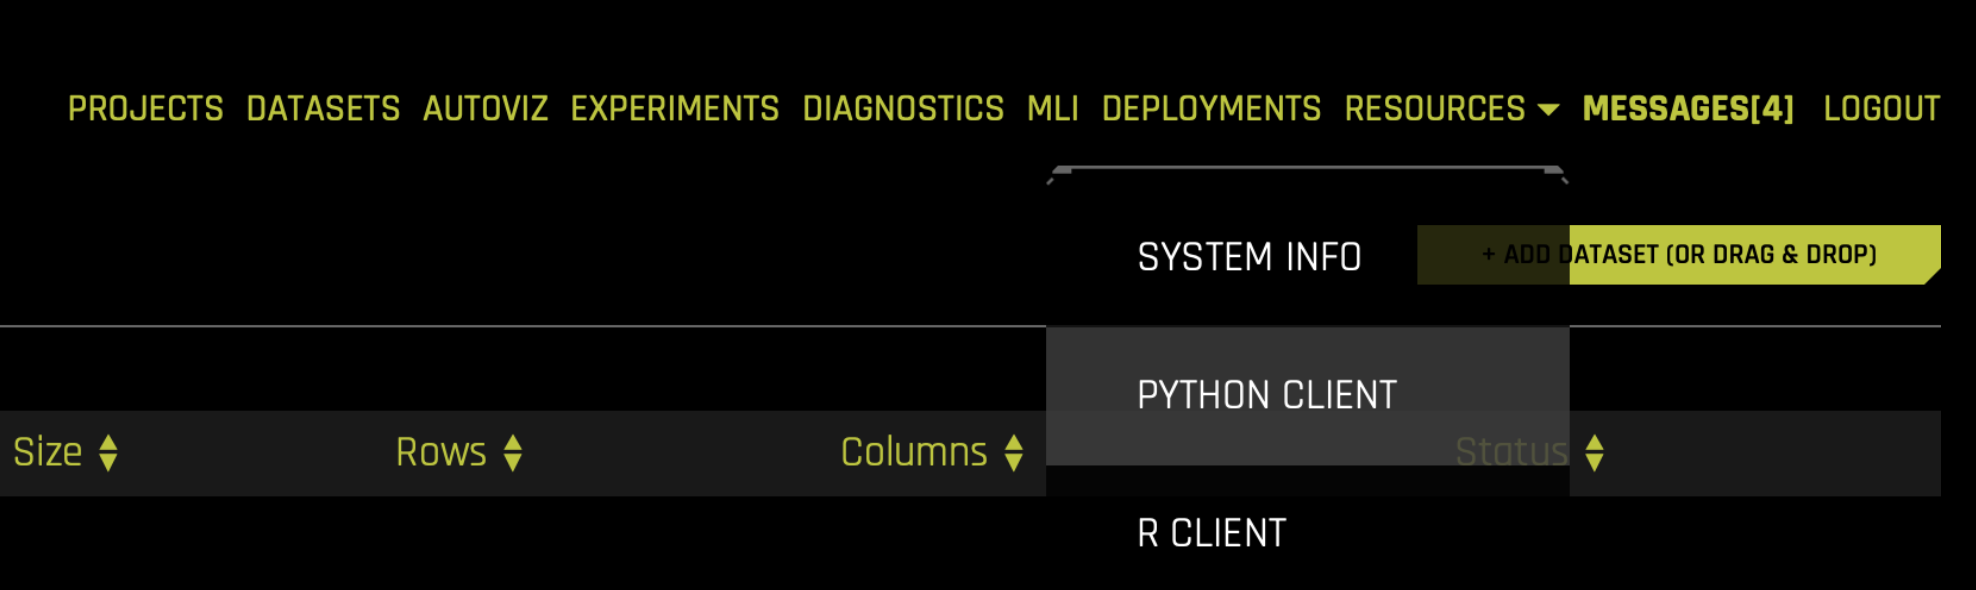 PROJECTS DATASETS AUTOVIZ EXPERIMENTS DIAGNOSTICS MLI DEPLOYMENTS RESOURCES MESSAGES[4] LOGOUT
SYSTEM INFO
+ ADD DATASET (OR DRAG & DROP)
PYTHON CLIENT
Size Rows Columns Status
R CLIENT